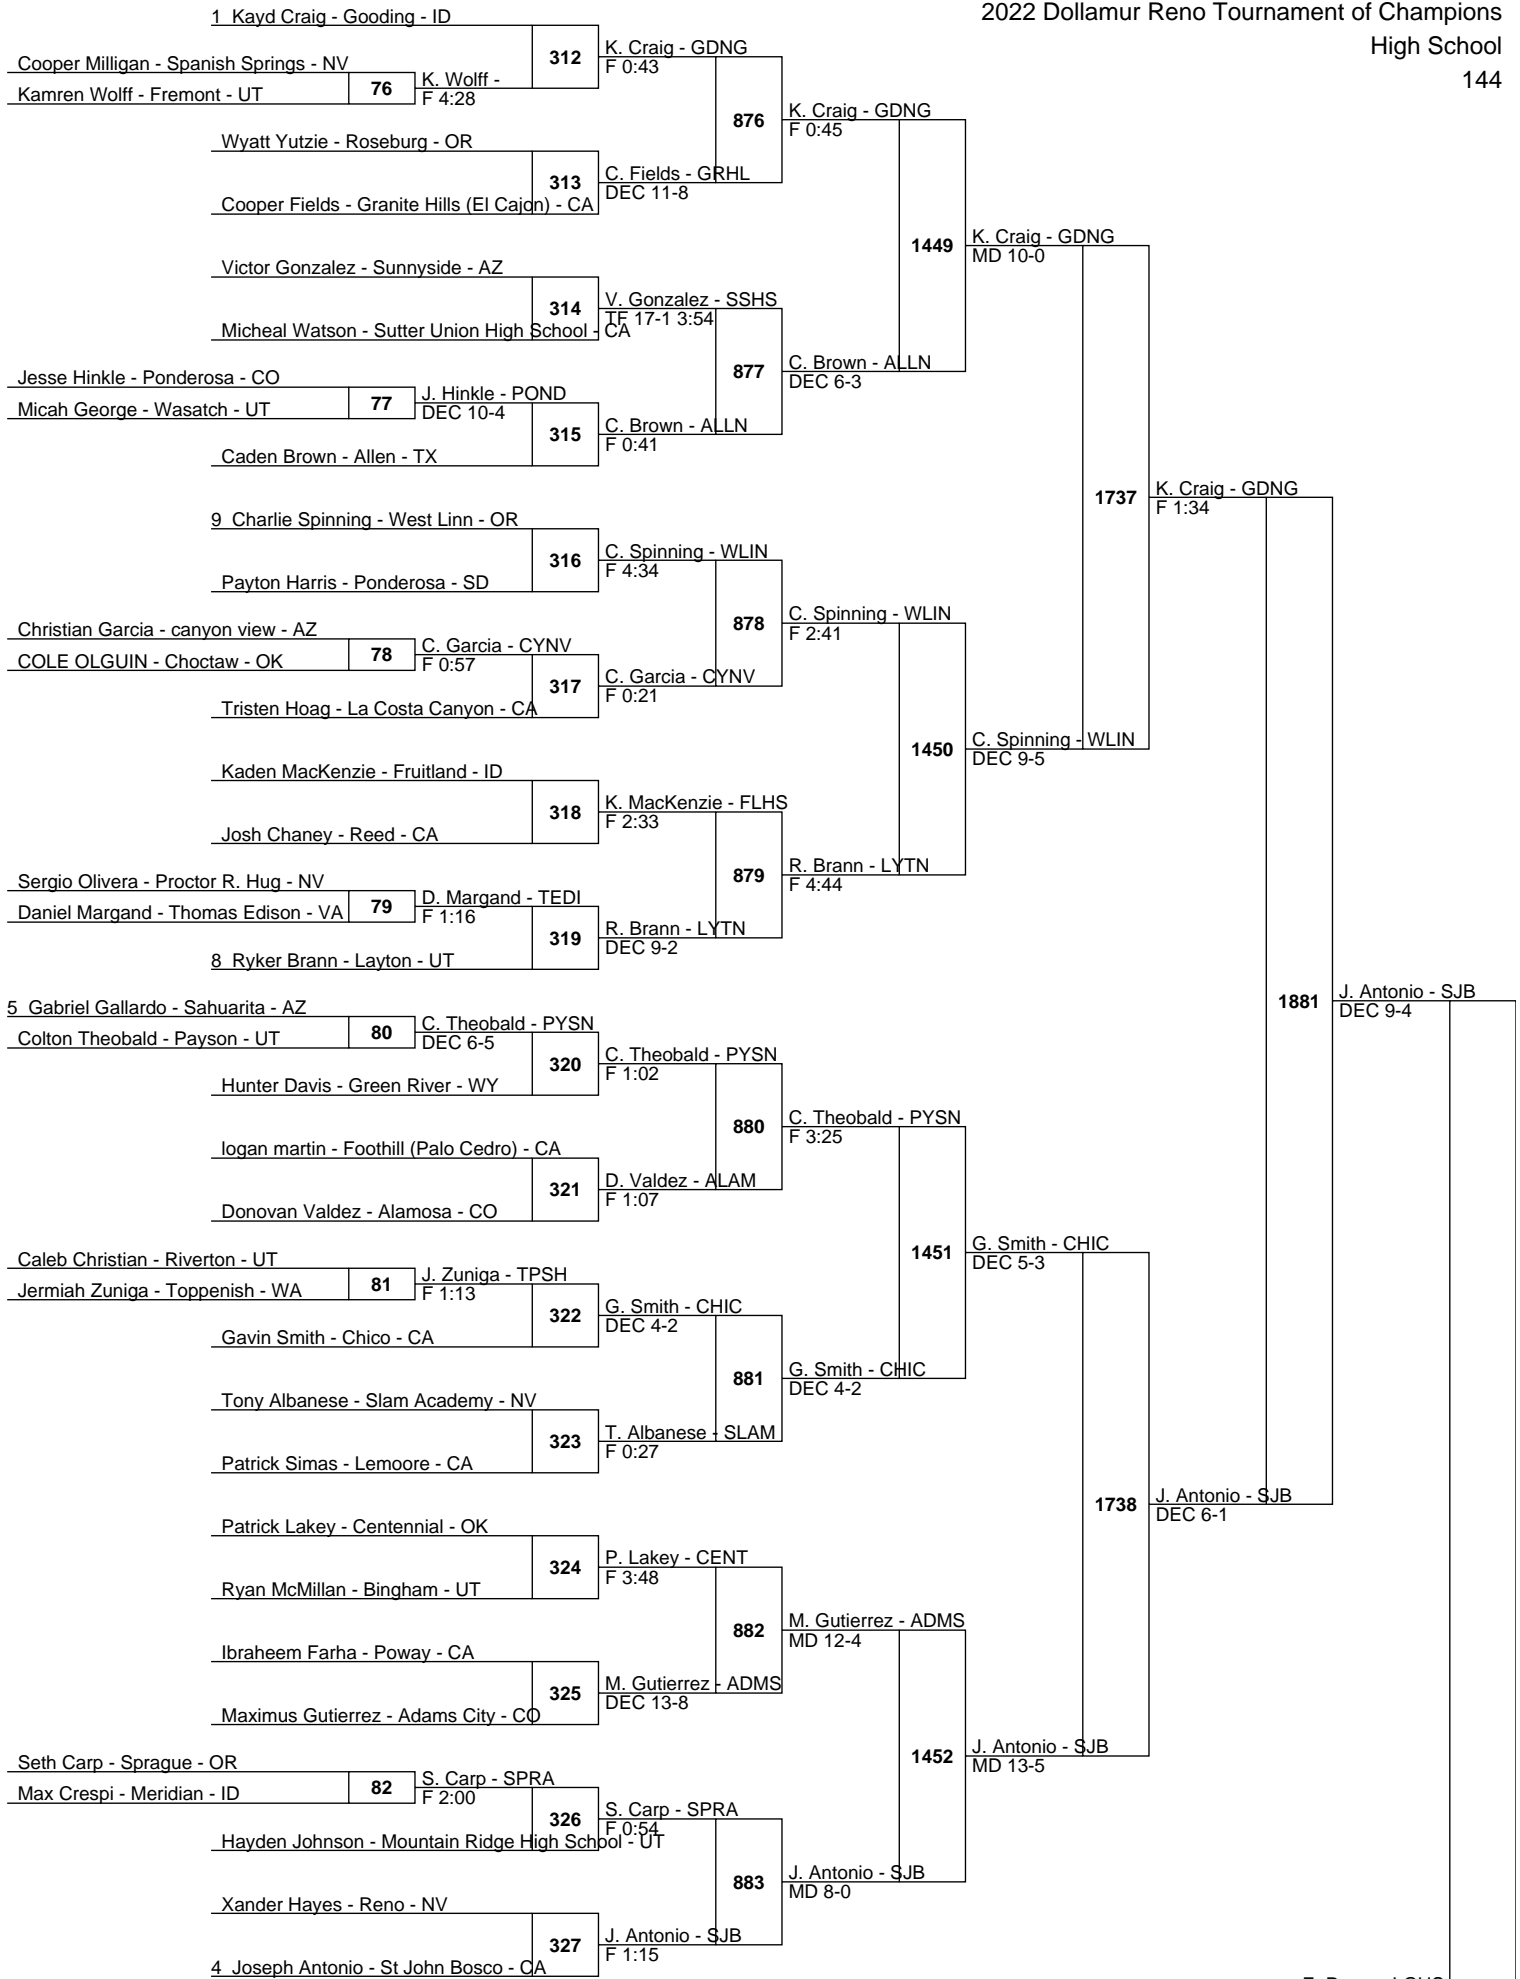 2022 Dollamur Reno Tournament of Champions
High School
144
1 Kayd Craig - Gooding - ID
312
K. Craig - GDNG
F 0:43
Cooper Milligan - Spanish Springs - NV
76
K. Wolff -
F 4:28
Kamren Wolff - Fremont - UT
876
K. Craig - GDNG
F 0:45
Wyatt Yutzie - Roseburg - OR
313
C. Fields - GRHL
DEC 11-8
Cooper Fields - Granite Hills (El Cajon) - CA
1449
K. Craig - GDNG
MD 10-0
Victor Gonzalez - Sunnyside - AZ
314
V. Gonzalez - SSHS
TF 17-1 3:54
Micheal Watson - Sutter Union High School - CA
877
C. Brown - ALLN
DEC 6-3
Jesse Hinkle - Ponderosa - CO
77
J. Hinkle - POND
DEC 10-4
Micah George - Wasatch - UT
315
C. Brown - ALLN
F 0:41
Caden Brown - Allen - TX
1737
K. Craig - GDNG
F 1:34
9 Charlie Spinning - West Linn - OR
316
C. Spinning - WLIN
F 4:34
Payton Harris - Ponderosa - SD
878
C. Spinning - WLIN
F 2:41
Christian Garcia - canyon view - AZ
78
C. Garcia - CYNV
F 0:57
COLE OLGUIN - Choctaw - OK
317
C. Garcia - CYNV
F 0:21
Tristen Hoag - La Costa Canyon - CA
1450
C. Spinning - WLIN
DEC 9-5
Kaden MacKenzie - Fruitland - ID
318
K. MacKenzie - FLHS
F 2:33
Josh Chaney - Reed - CA
879
R. Brann - LYTN
F 4:44
Sergio Olivera - Proctor R. Hug - NV
79
D. Margand - TEDI
F 1:16
Daniel Margand - Thomas Edison - VA
319
R. Brann - LYTN
DEC 9-2
8 Ryker Brann - Layton - UT
1881
J. Antonio - SJB
DEC 9-4
5 Gabriel Gallardo - Sahuarita - AZ
80
C. Theobald - PYSN
DEC 6-5
Colton Theobald - Payson - UT
320
C. Theobald - PYSN
F 1:02
Hunter Davis - Green River - WY
880
C. Theobald - PYSN
F 3:25
logan martin - Foothill (Palo Cedro) - CA
321
D. Valdez - ALAM
F 1:07
Donovan Valdez - Alamosa - CO
1451
G. Smith - CHIC
DEC 5-3
Caleb Christian - Riverton - UT
81
J. Zuniga - TPSH
F 1:13
Jermiah Zuniga - Toppenish - WA
322
G. Smith - CHIC
DEC 4-2
Gavin Smith - Chico - CA
881
G. Smith - CHIC
DEC 4-2
Tony Albanese - Slam Academy - NV
323
T. Albanese - SLAM
F 0:27
Patrick Simas - Lemoore - CA
1738
J. Antonio - SJB
DEC 6-1
Patrick Lakey - Centennial - OK
324
P. Lakey - CENT
F 3:48
Ryan McMillan - Bingham - UT
882
M. Gutierrez - ADMS
MD 12-4
Ibraheem Farha - Poway - CA
325
M. Gutierrez - ADMS
DEC 13-8
Maximus Gutierrez - Adams City - CO
1452
J. Antonio - SJB
MD 13-5
Seth Carp - Sprague - OR
82
S. Carp - SPRA
F 2:00
Max Crespi - Meridian - ID
326
S. Carp - SPRA
F 0:54
Hayden Johnson - Mountain Ridge High School - UT
883
J. Antonio - SJB
MD 8-0
Xander Hayes - Reno - NV
327
J. Antonio - SJB
F 1:15
4 Joseph Antonio - St John Bosco - CA